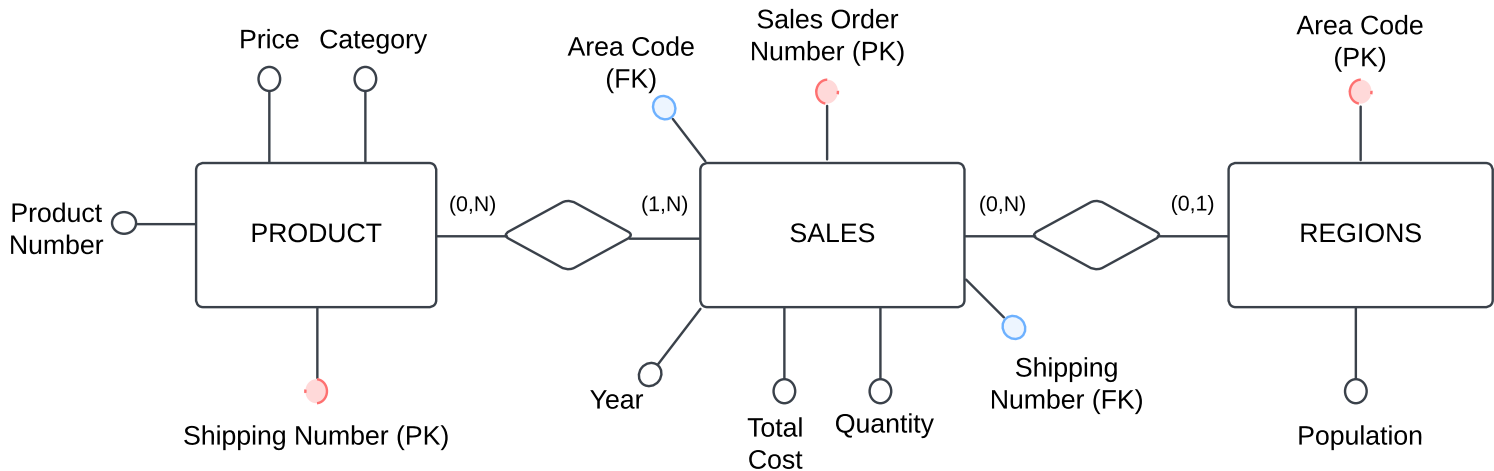 Price
Category
Area Code
(FK)
Sales Order
Number (PK)
Area Code
(PK)
Product
Number
PRODUCT
(0,N)
(1,N)
SALES
(0,N)
(0,1)
REGIONS
Shipping Number (PK)
Year
Total
Cost
Quantity
Shipping
Number (FK)
Population